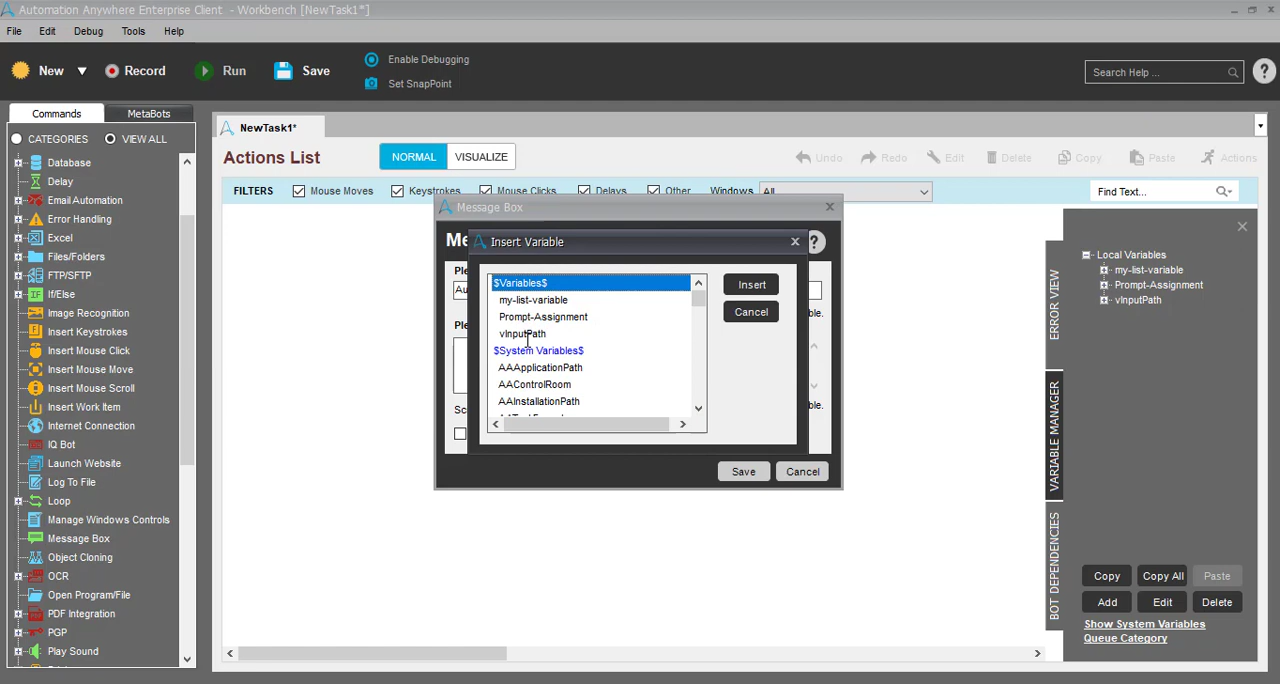 Automation Anywhere Enterprise Client - Workbench [NewTask1*]
File Edit Debug Tools Help
New Record Run Save
Enable Debugging
Set SnapPoint
Search Help ...
?
Commands MetaBots
CATEGORIES VIEW ALL
Database
Delay
Email Automation
Error Handling
Excel
Files/Folders
FTP/SFTP
If/Else
Image Recognition
Insert Keystrokes
Insert Mouse Click
Insert Mouse Move
Insert Mouse Scroll
Insert Work Item
Internet Connection
IQ Bot
Launch Website
Log To File
Loop
Manage Windows Controls
Message Box
Object Cloning
OCR
Open Program/File
PDF Integration
PGP
Play Sound
NewTask1*
Actions List
NORMAL VISUALIZE
Undo Redo Edit Delete Copy Paste Actions
FILTERS Mouse Moves Keystrokes Mouse Clicks Delays Other Windows All
Find Text...
Message Box
Me
?
Ple
Au
ble.
Ple
ble.
Sc
Save Cancel
Insert Variable
$Variables$
my-list-variable
Prompt-Assignment
vInputPath
$System Variables$
AAApplicationPath
AAControlRoom
AAInstallationPath
Insert
Cancel
ERROR VIEW
VARIABLE MANAGER
BOT DEPENDENCIES
Local Variables
my-list-variable
Prompt-Assignment
vInputPath
Copy Copy All Paste
Add Edit Delete
Show System Variables
Queue Category